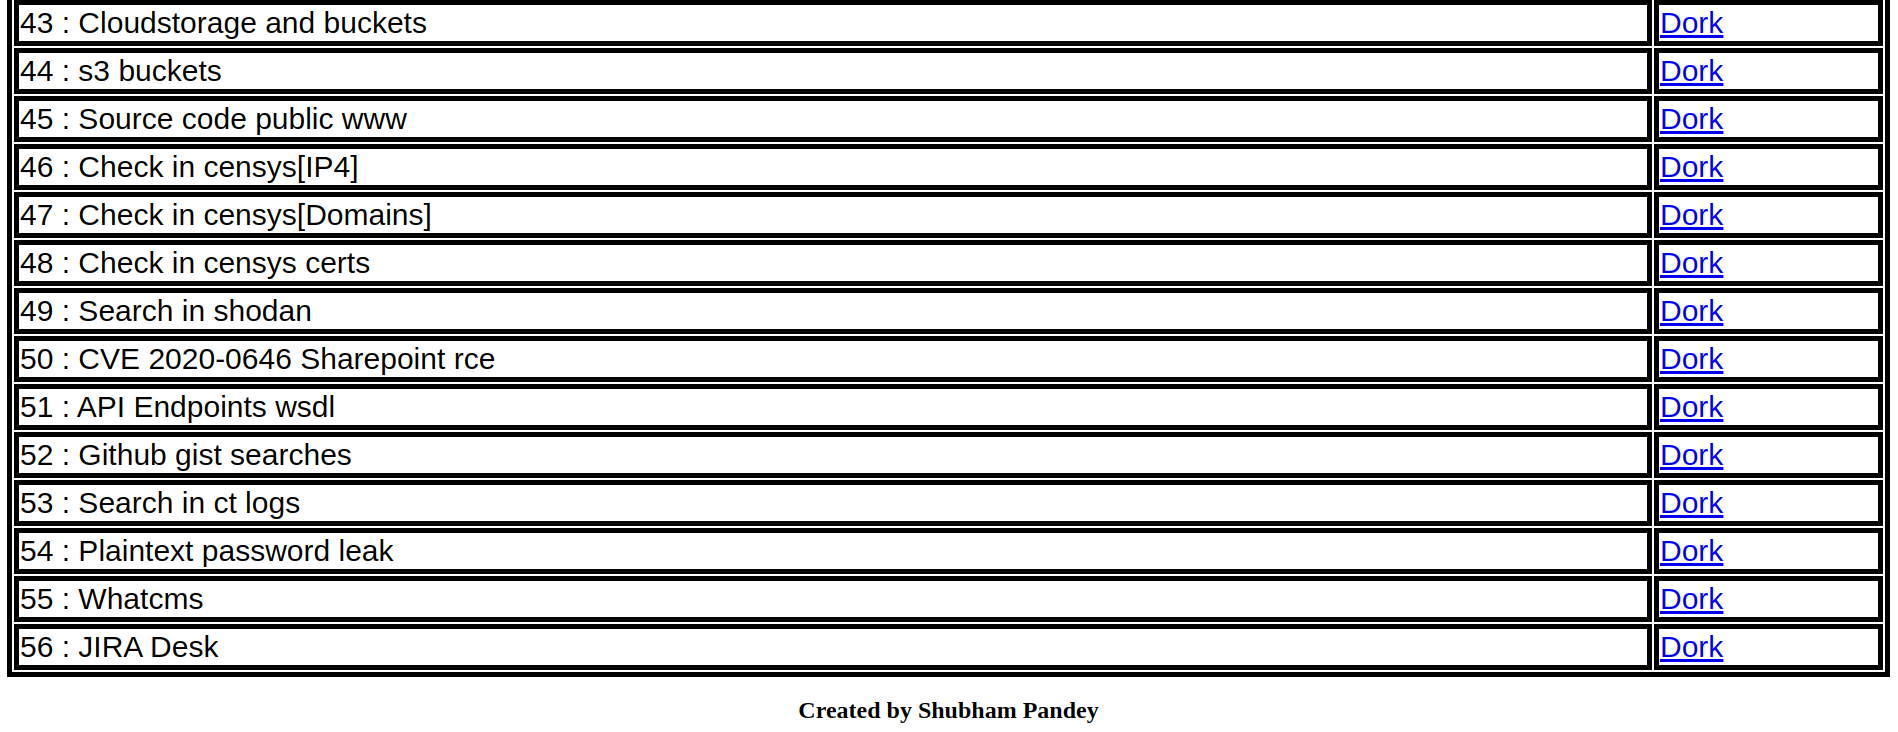 43 : Cloudstorage and buckets Dork
44 : s3 buckets Dork
45 : Source code public www Dork
46 : Check in censys[IP4] Dork
47 : Check in censys[Domains] Dork
48 : Check in censys certs Dork
49 : Search in shodan Dork
50 : CVE 2020-0646 Sharepoint rce Dork
51 : API Endpoints wsdl Dork
52 : Github gist searches Dork
53 : Search in ct logs Dork
54 : Plaintext password leak Dork
55 : Whatcms Dork
56 : JIRA Desk Dork
Created by Shubham Pandey